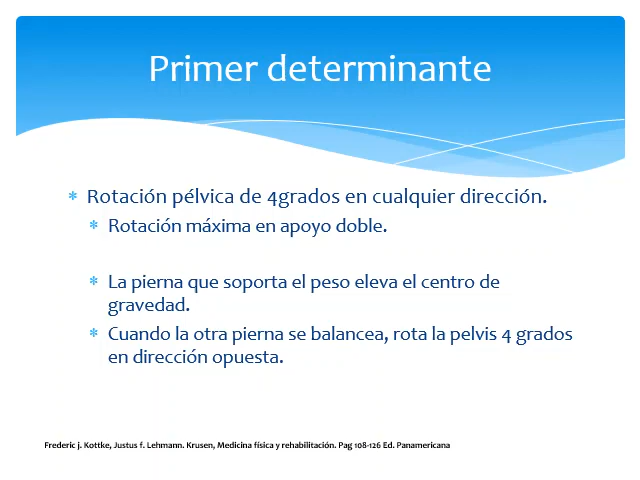 Primer determinante
* Rotación pélvica de 4grados en cualquier dirección.
* Rotación máxima en apoyo doble.
* La pierna que soporta el peso eleva el centro de
gravedad.
* Cuando la otra pierna se balancea, rota la pelvis 4 grados
en dirección opuesta.
Frederic j. Kottke, Justus f. Lehmann. Krusen, Medicina física y rehabilitación. Pag 108-126 Ed. Panamericana